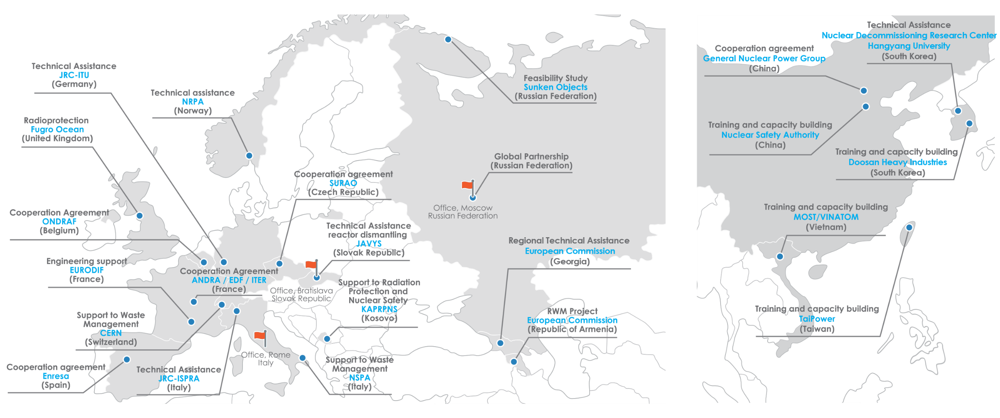 Technical Assistance
JRC-ITU
(Germany)
Technical assistance
NRPA
(Norway)
Radioprotection
Fugro Ocean
(United Kingdom)
Feasibility Study
Sunken Objects
(Russian Federation)
Global Partnership
(Russian Federation)
Office, Moscow
Russian Federation
Cooperation agreement
SURAO
(Czech Republic)
Cooperation Agreement
ONDRAF
(Belgium)
Technical Assistance
reactor dismantling
JAVYS
(Slovak Republic)
Regional Technical Assistance
European Commission
(Georgia)
Engineering support
EURODIF
(France)
Cooperation Agreement
ANDRA / EDF / ITER
(France)
Office, Bratislava
Slovak Republic
Support to Radiation
Protection and
Nuclear Safety
KAPRPNS
(Kosovo)
Support to Waste
Management
CERN
(Switzerland)
RWM Project
European Commission
(Republic of Armenia)
Office, Rome
Italy
Cooperation agreement
Enresa
(Spain)
Technical Assistance
JRC-ISPRA
(Italy)
Support to Waste
Management
NSPA
(Italy)
Technical Assistance
Nuclear Decommissioning Research Center
Hangyang University
(South Korea)
Cooperation agreement
General Nuclear Power Group
(China)
Training and capacity building
Nuclear Safety Authority
(China)
Training and capacity building
Doosan Heavy Industries
(South Korea)
Training and capacity building
MOST/VINATOM
(Vietnam)
Training and capacity building
TaiPower
(Taiwan)